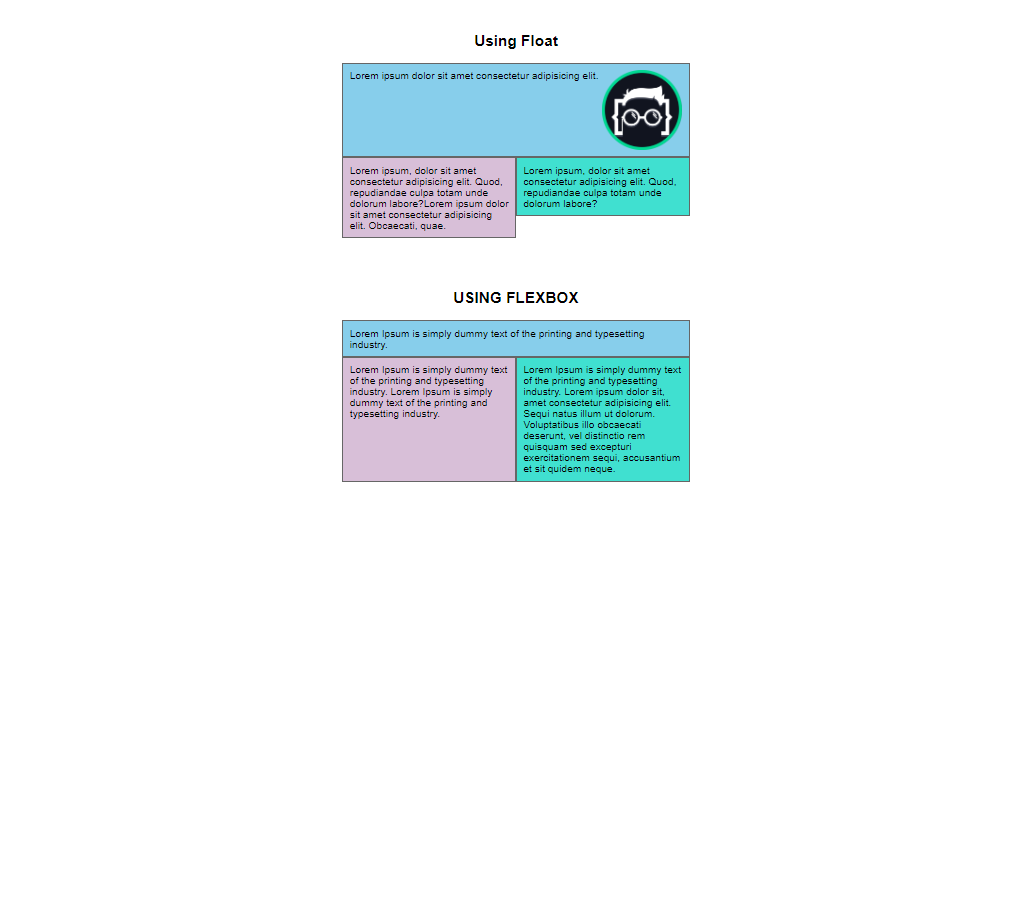 Using Float
Lorem ipsum dolor sit amet consectetur adipisicing elit.
Lorem ipsum, dolor sit amet
consectetur adipisicing elit. Quod,
repudiandae culpa totam unde
dolorum labore?Lorem ipsum dolor
sit amet consectetur adipisicing
elit. Obcaecati, quae.
Lorem ipsum, dolor sit amet
consectetur adipisicing elit. Quod,
repudiandae culpa totam unde
dolorum labore?
USING FLEXBOX
Lorem Ipsum is simply dummy text of the printing and typesetting
industry.
Lorem Ipsum is simply dummy text
of the printing and typesetting
industry. Lorem Ipsum is simply
dummy text of the printing and
typesetting industry.
Lorem Ipsum is simply dummy text
of the printing and typesetting
industry. Lorem ipsum dolor sit,
amet consectetur adipisicing elit.
Sequi natus illum ut dolorum.
Voluptatibus illo obcaecati
deserunt, vel distinctio rem
quisquam sed excepturi
exercitationem sequi, accusantium
et sit quidem neque.